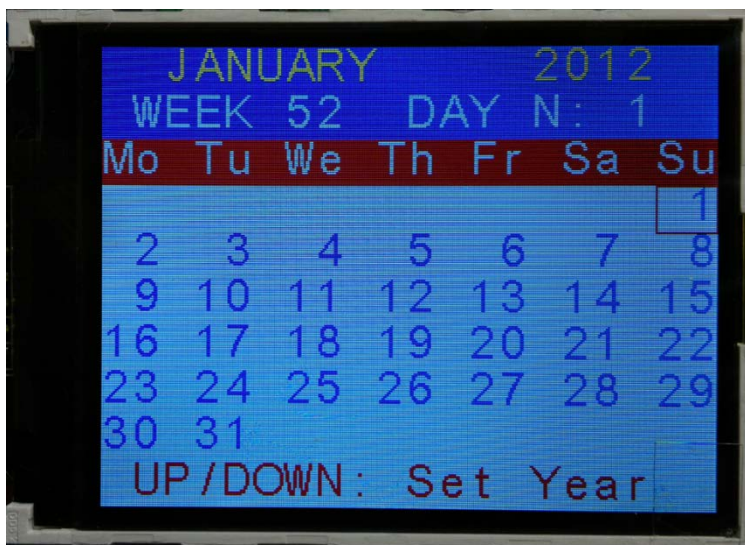 JANUARY 2012
WEEK 52 DAY N: 1
Mo Tu We Th Fr Sa Su
1
2 3 4 5 6 7 8
9 10 11 12 13 14 15
16 17 18 19 20 21 22
23 24 25 26 27 28 29
30 31
UP/DOWN: Set Year